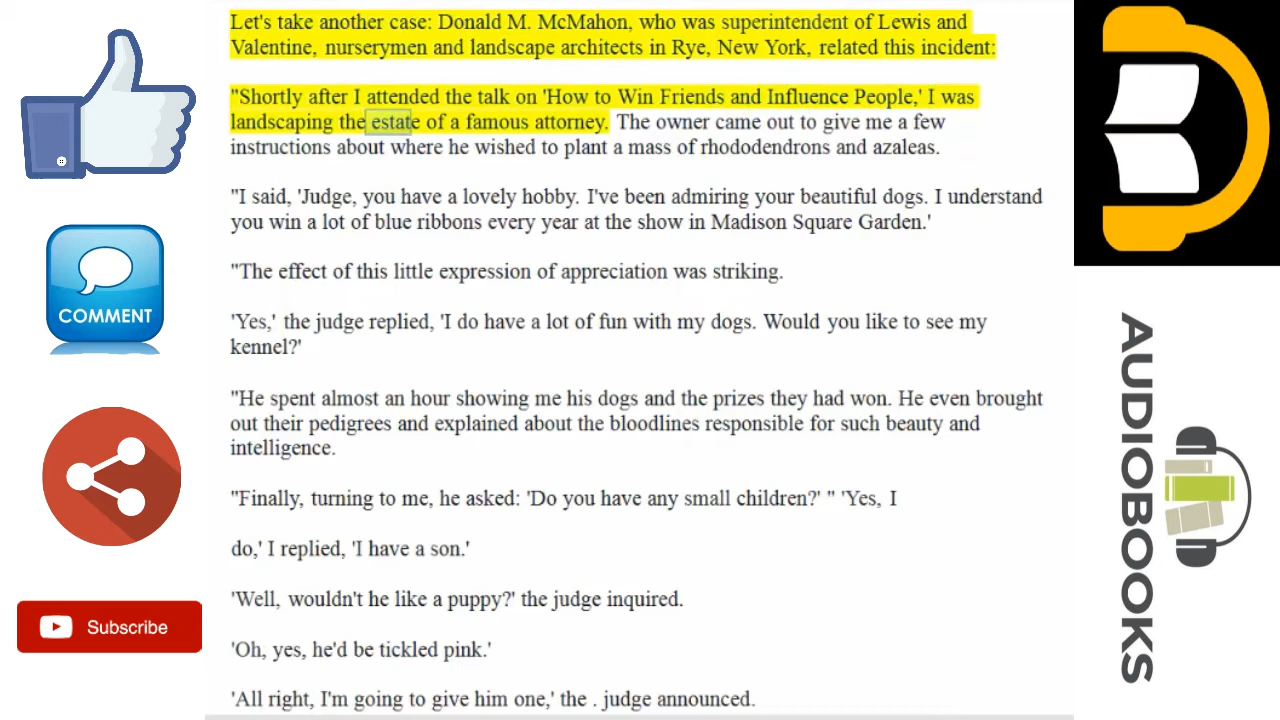 Let's take another case: Donald M. McMahon, who was superintendent of Lewis and
Valentine, nurserymen and landscape architects in Rye, New York, related this incident:
"Shortly after I attended the talk on 'How to Win Friends and Influence People,' I was
landscaping the estate of a famous attorney. The owner came out to give me a few
instructions about where he wished to plant a mass of rhododendrons and azaleas.
"I said, 'Judge, you have a lovely hobby. I've been admiring your beautiful dogs. I understand
you win a lot of blue ribbons every year at the show in Madison Square Garden.'
"The effect of this little expression of appreciation was striking.
'Yes,' the judge replied, 'I do have a lot of fun with my dogs. Would you like to see my
kennel?'
"He spent almost an hour showing me his dogs and the prizes they had won. He even brought
out their pedigrees and explained about the bloodlines responsible for such beauty and
intelligence.
"Finally, turning to me, he asked: 'Do you have any small children?' " 'Yes, I
do,' I replied, 'I have a son.'
'Well, wouldn't he like a puppy?' the judge inquired.
'Oh, yes, he'd be tickled pink.'
'All right, I'm going to give him one,' the . judge announced.
COMMENT
Subscribe
AUDIOBOOKS